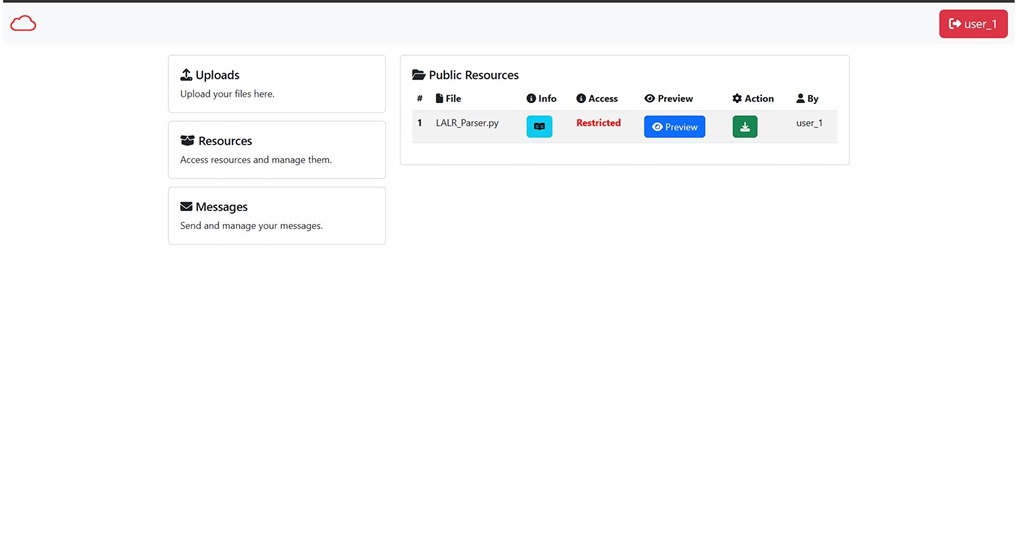 user_1
Uploads
Upload your files here.
Resources
Access resources and manage them.
Messages
Send and manage your messages.
Public Resources
# File Info Access Preview Action By
1 LALR_Parser.py Restricted Preview user_1